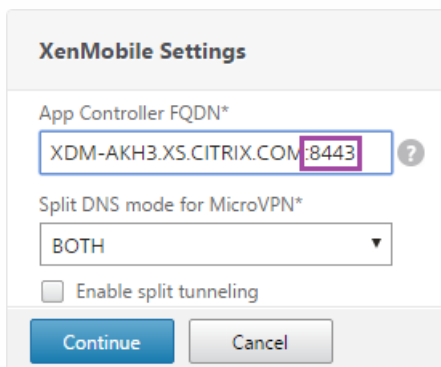 XenMobile Settings
App Controller FQDN*
XDM-AKH3.XS.CITRIX.COM:8443
?
Split DNS mode for MicroVPN*
BOTH
Enable split tunneling
Continue
Cancel